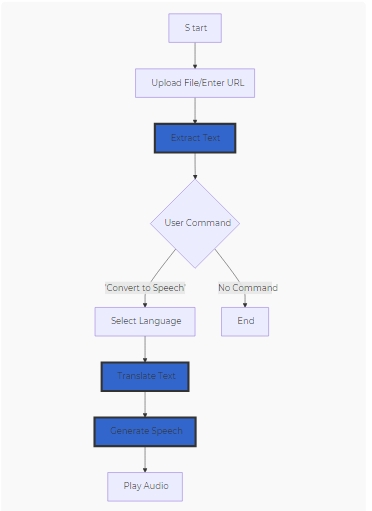 Start
Upload File/Enter URL
Extract Text
User Command
'Convert to Speech'
No Command
Select Language
End
Translate Text
Generate Speech
Play Audio